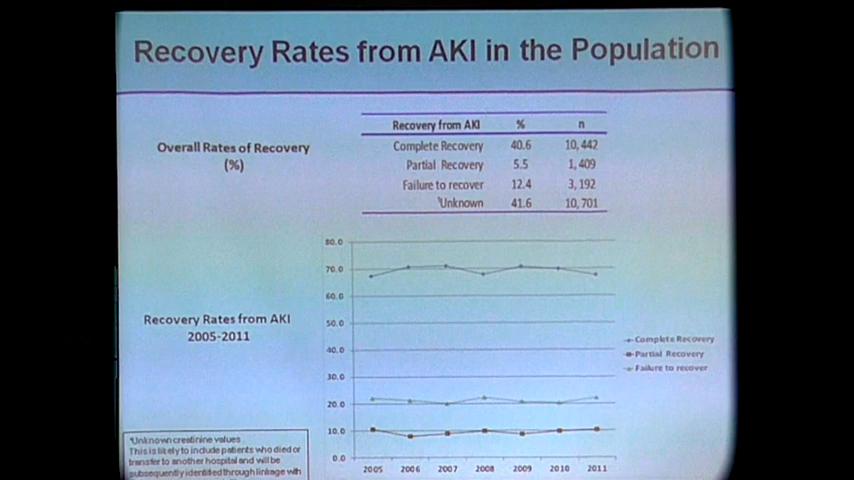 Recovery Rates from AKI in the Population
Overall Rates of Recovery
(%)
Recovery from AKI % n
Complete Recovery 40.6 10,442
Partial Recovery 5.5 1,409
Failure to recover 12.4 3,192
¹Unknown 41.6 10,701
Recovery Rates from AKI
2005-2011
80.0
70.0
60.0
50.0
40.0
30.0
20.0
10.0
0.0
2005 2006 2007 2008 2009 2010 2011
Complete Recovery
Partial Recovery
Failure to recover
¹Unknown creatinine values
This is likely to include patients who died or
transfer to another hospital and will be
subsequently identified through linkage with